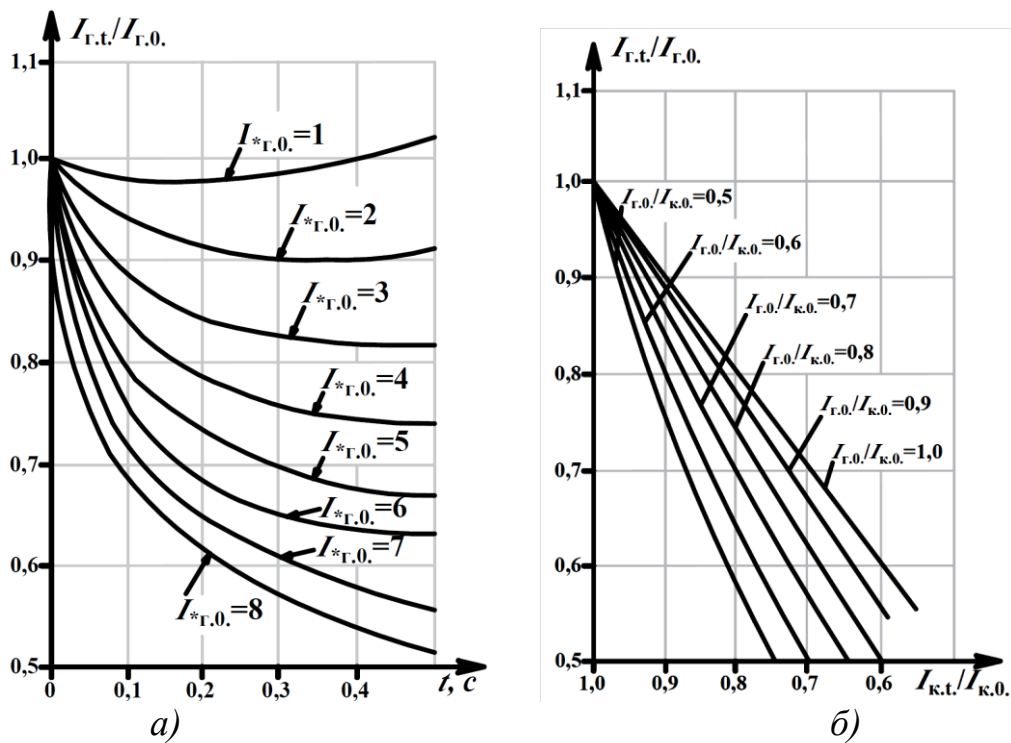 Iг.t./Iг.0.
1,1
1,0
0,9
0,8
0,7
0,6
0,5
I*г.0.=1
I*г.0.=2
I*г.0.=3
I*г.0.=4
I*г.0.=5
I*г.0.=6
I*г.0.=7
I*г.0.=8
0 0,1 0,2 0,3 0,4 t, c
а)
Iг.t./Iг.0.
1,1
1,0
0,9
0,8
0,7
0,6
0,5
Iг.0./Iк.0.=0,5
Iг.0./Iк.0.=0,6
Iг.0./Iк.0.=0,7
Iг.0./Iк.0.=0,8
Iг.0./Iк.0.=0,9
Iг.0./Iк.0.=1,0
1,0 0,9 0,8 0,7 0,6 Iк.t./Iк.0.
б)